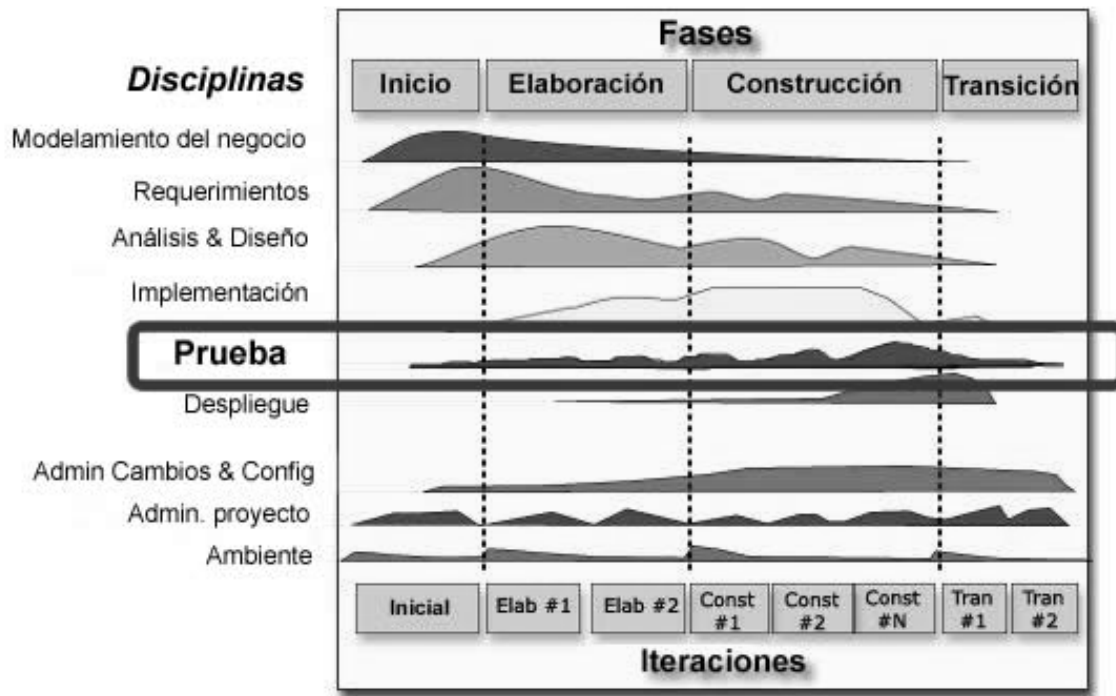 Fases
Disciplinas
Inicio
Elaboración
Construcción
Transición
Modelamiento del negocio
Requerimientos
Análisis & Diseño
Implementación
Prueba
Despliegue
Admin Cambios & Config
Admin. proyecto
Ambiente
Inicial
Elab #1
Elab #2
Const
#1
Const
#2
Const
#N
Tran
#1
Tran
#2
Iteraciones